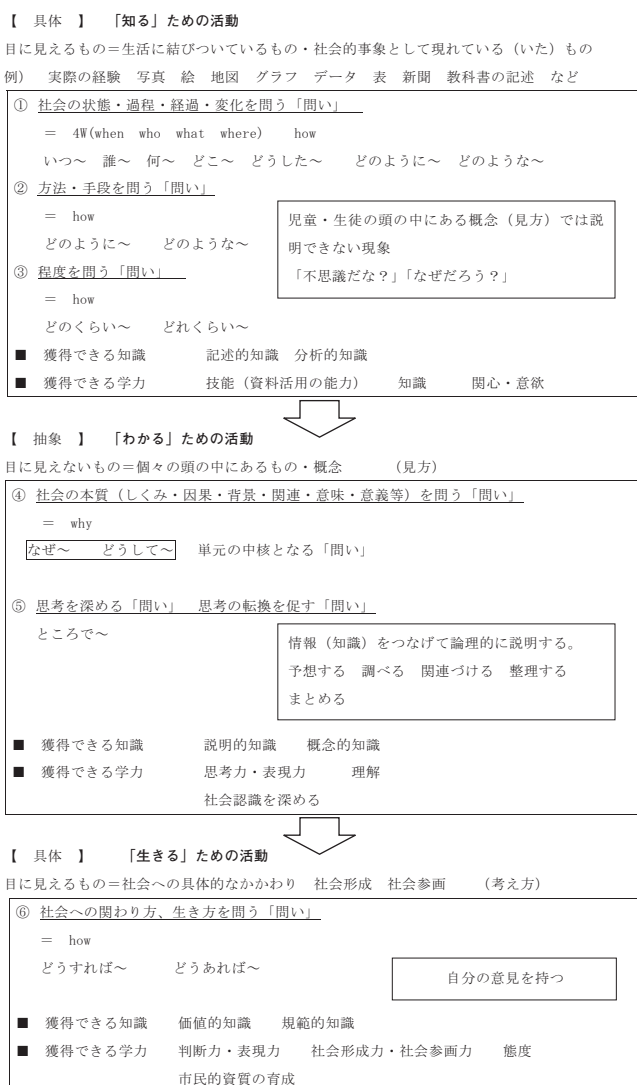 【 具体 】 「知る」ための活動
目に見えるもの＝生活に結びついているもの・社会的事象として現れている（いた）もの
例） 実際の経験 写真 絵 地図 グラフ データ 表 新聞 教科書の記述 など
① 社会の状態・過程・経過・変化を問う「問い」
＝ 4W(when who what where) how
いつ～ 誰～ 何～ どこ～ どうした～ どのように～ どのような～
② 方法・手段を問う「問い」
＝ how
どのように～ どのような～
児童・生徒の頭の中にある概念（見方）では説
明できない現象
「不思議だな？」「なぜだろう？」
③ 程度を問う「問い」
＝ how
どのくらい～ どれくらい～
■ 獲得できる知識 記述的知識 分析的知識
■ 獲得できる学力 技能（資料活用の能力） 知識 関心・意欲
【 抽象 】 「わかる」ための活動
目に見えないもの＝個々の頭の中にあるもの・概念 （見方）
④ 社会の本質（しくみ・因果・背景・関連・意味・意義等）を問う「問い」
＝ why
なぜ～ どうして～ 単元の中核となる「問い」
⑤ 思考を深める「問い」 思考の転換を促す「問い」
ところで～
情報（知識）をつなげて論理的に説明する。
予想する 調べる 関連づける 整理する
まとめる
■ 獲得できる知識 説明的知識 概念的知識
■ 獲得できる学力 思考力・表現力 理解
社会認識を深める
【 具体 】 「生きる」ための活動
目に見えるもの＝社会への具体的なかかわり 社会形成 社会参画 （考え方）
⑥ 社会への関わり方、生き方を問う「問い」
＝ how
どうすれば～ どうあれば～
自分の意見を持つ
■ 獲得できる知識 価値的知識 規範的知識
■ 獲得できる学力 判断力・表現力 社会形成力・社会参画力 態度
市民的資質の育成